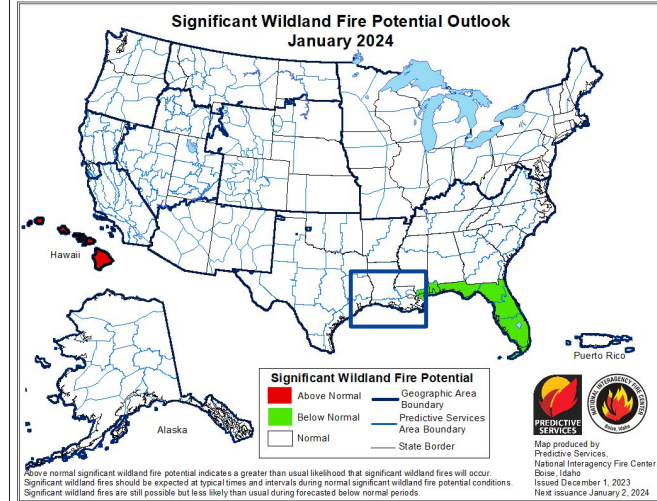 Significant Wildland Fire Potential Outlook
January 2024
Hawaii
Alaska
Puerto Rico
Significant Wildland Fire Potential
Above Normal
Below Normal
Normal
Geographic Area
Boundary
Predictive Services
Area Boundary
State Border
PREDICTIVE
SERVICES
NATIONAL INTERAGENCY FIRE CENTER
Boise, Idaho
Map produced by
Predictive Services,
National Interagency Fire Center
Boise, Idaho
Issued December 1, 2023
Next issuance January 2, 2024
Above normal significant wildland fire potential indicates a greater than usual likelihood that significant wildland fires will occur.
Significant wildland fires should be expected at typical times and intervals during normal significant wildland fire potential conditions.
Significant wildland fires are still possible but less likely than usual during forecasted below normal periods.